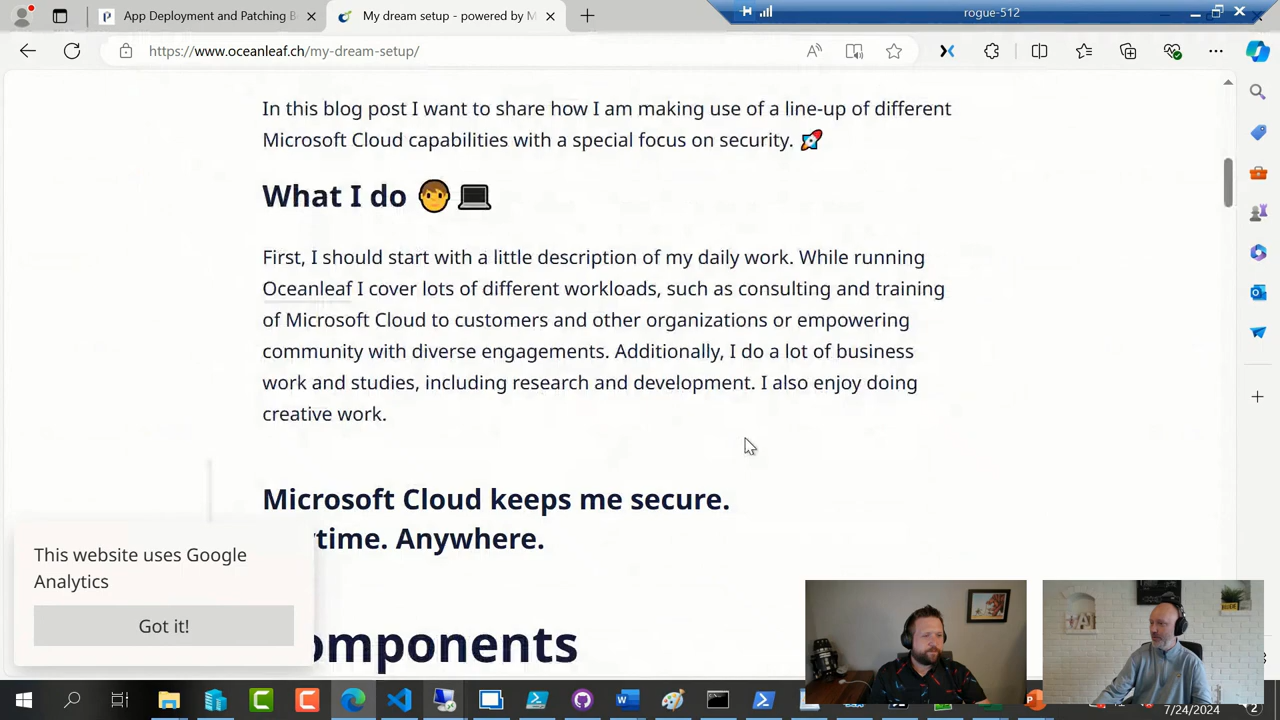 App Deployment and Patching B
My dream setup - powered by M
rogue-512
https://www.oceanleaf.ch/my-dream-setup/
In this blog post I want to share how I am making use of a line-up of different
Microsoft Cloud capabilities with a special focus on security. 🚀
What I do 🧑💻
First, I should start with a little description of my daily work. While running
Oceanleaf I cover lots of different workloads, such as consulting and training
of Microsoft Cloud to customers and other organizations or empowering
community with diverse engagements. Additionally, I do a lot of business
work and studies, including research and development. I also enjoy doing
creative work.
Microsoft Cloud keeps me secure.
time. Anywhere.
This website uses Google
Analytics
Got it!
omponents
7/24/2024
2